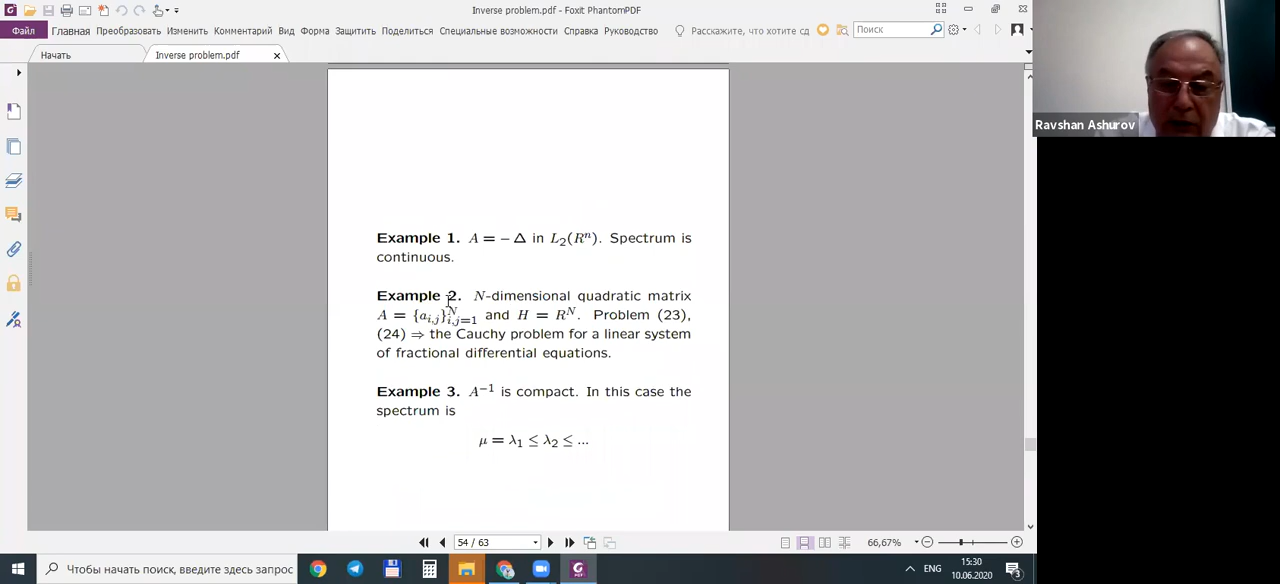 Inverse problem.pdf - Foxit PhantomPDF
Файл Главная Преобразовать Изменить Комментарий Вид Форма Защитить Поделиться Специальные возможности Справка Руководство Расскажите, что хотите сд Поиск
Начать Inverse problem.pdf
Ravshan Ashurov
Example 1. A = − Δ in L₂(Rⁿ). Spectrum is
continuous.
Example 2. N-dimensional quadratic matrix
A = {a_{i,j}}^N_{i,j=1} and H = R^N. Problem (23),
(24) ⇒ the Cauchy problem for a linear system
of fractional differential equations.
Example 3. A⁻¹ is compact. In this case the
spectrum is
μ = λ₁ ≤ λ₂ ≤ ...
54 / 63 66,67%
Чтобы начать поиск, введите здесь запрос ENG 15:30
10.06.2020 3